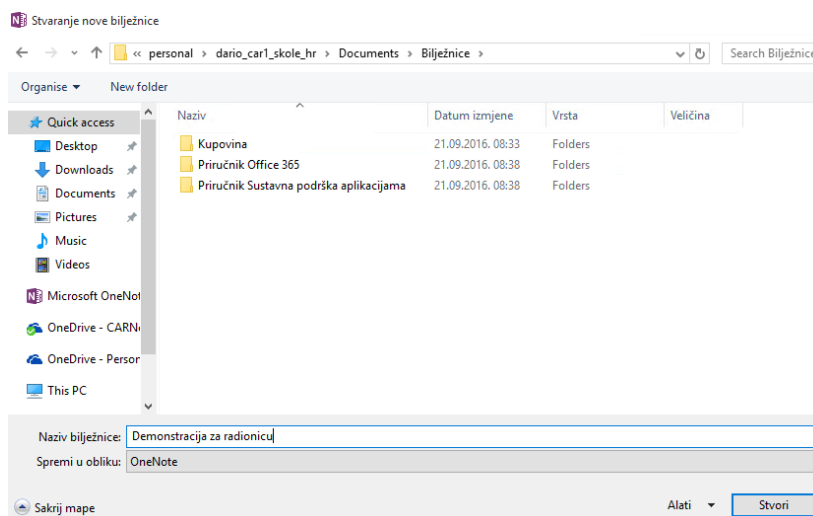 Stvaranje nove bilježnice
« personal › dario_car1_skole_hr › Documents › Bilježnice ›
Search Bilježnice
Organise New folder
Naziv Datum izmjene Vrsta Veličina
Quick access
Desktop
Downloads
Documents
Pictures
Music
Videos
Microsoft OneNot
OneDrive - CARN
OneDrive - Person
This PC
Kupovina 21.09.2016. 08:33 Folders
Priručnik Office 365 21.09.2016. 08:38 Folders
Priručnik Sustavna podrška aplikacijama 21.09.2016. 08:38 Folders
Naziv bilježnice: Demonstracija za radionicu
Spremi u obliku: OneNote
Sakrij mape
Alati Stvori